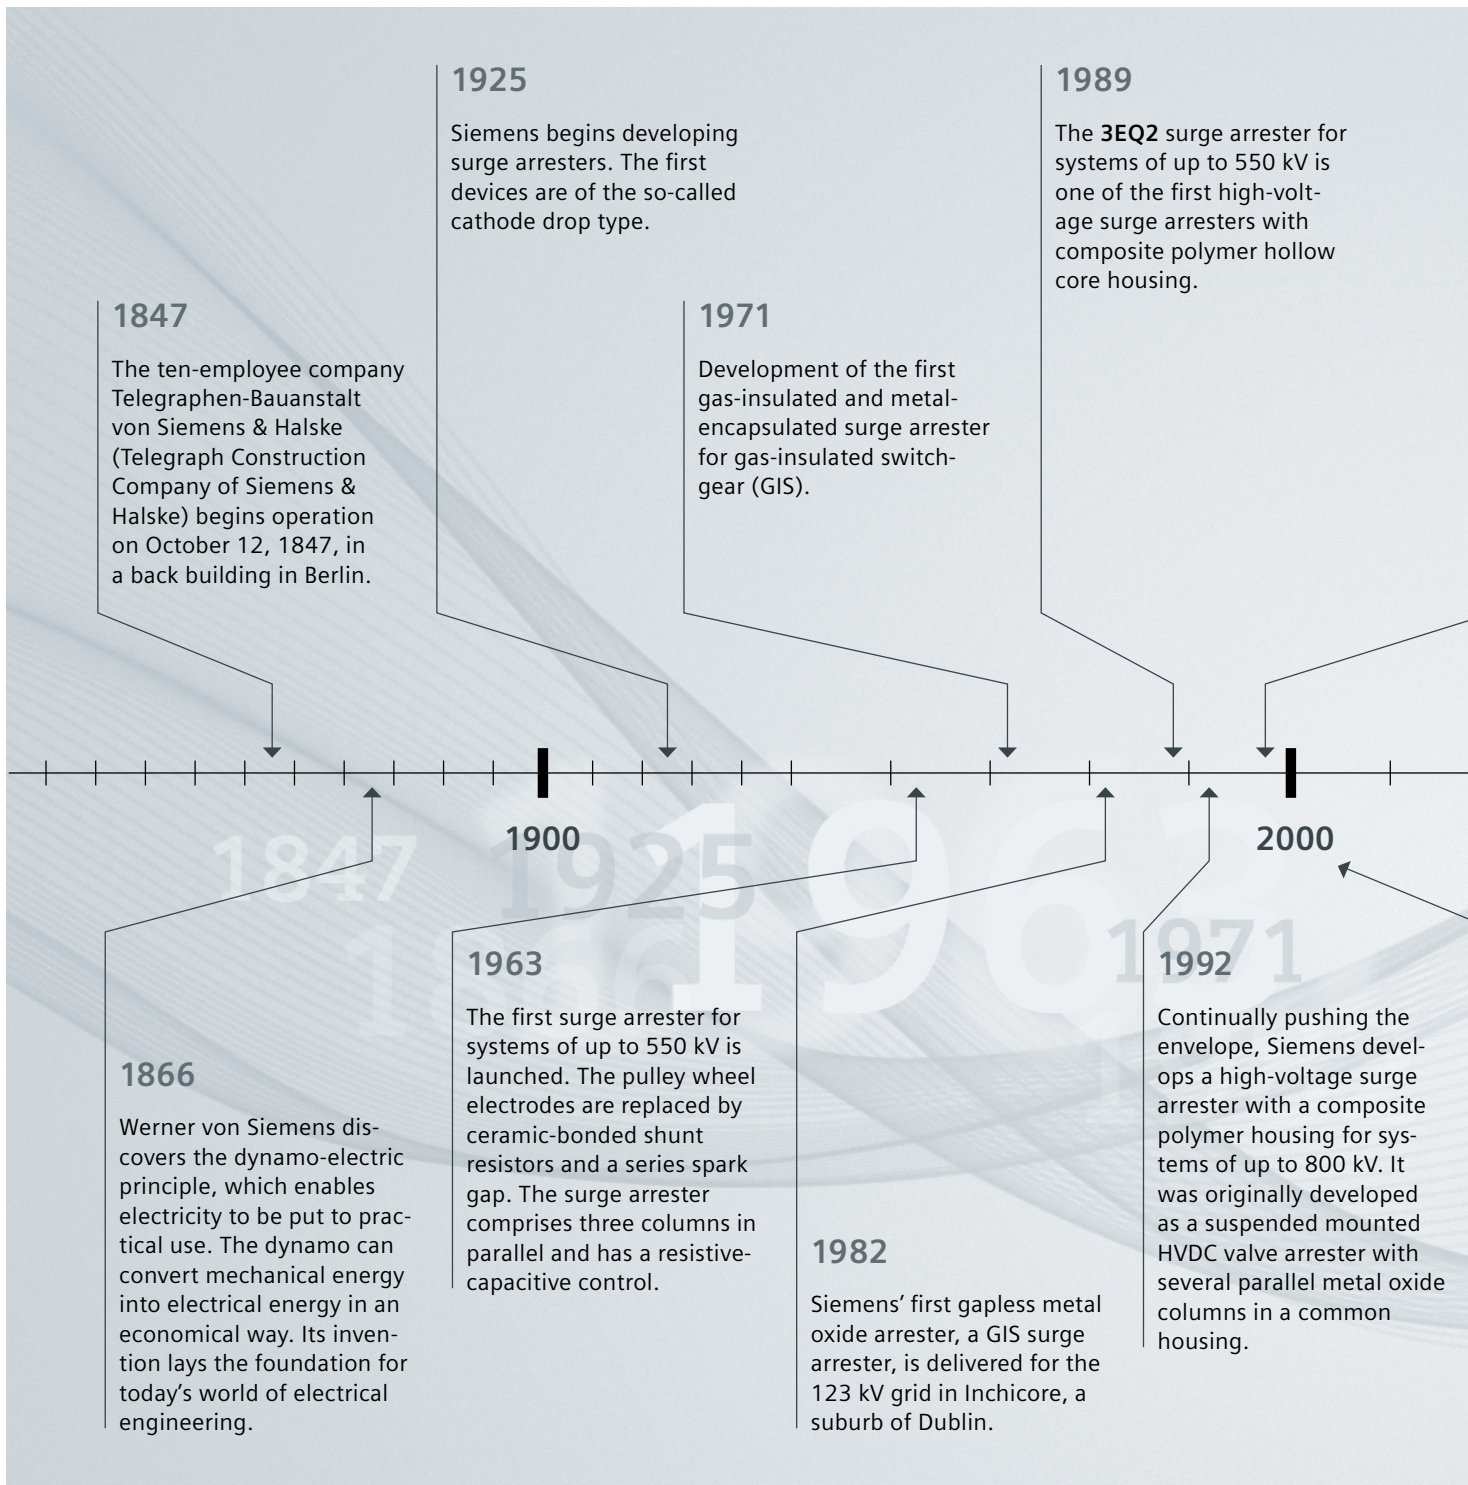 1925
Siemens begins developing
surge arresters. The first
devices are of the so-called
cathode drop type.
1989
The 3EQ2 surge arrester for
systems of up to 550 kV is
one of the first high-volt-
age surge arresters with
composite polymer hollow
core housing.
1847
The ten-employee company
Telegraphen-Bauanstalt
von Siemens & Halske
(Telegraph Construction
Company of Siemens &
Halske) begins operation
on October 12, 1847, in
a back building in Berlin.
1971
Development of the first
gas-insulated and metal-
encapsulated surge arrester
for gas-insulated switch-
gear (GIS).
1900
2000
1847
1925
1963
1866
1971
1866
Werner von Siemens dis-
covers the dynamo-electric
principle, which enables
electricity to be put to prac-
tical use. The dynamo can
convert mechanical energy
into electrical energy in an
economical way. Its inven-
tion lays the foundation for
today's world of electrical
engineering.
1963
The first surge arrester for
systems of up to 550 kV is
launched. The pulley wheel
electrodes are replaced by
ceramic-bonded shunt
resistors and a series spark
gap. The surge arrester
comprises three columns in
parallel and has a resistive-
capacitive control.
1982
Siemens’ first gapless metal
oxide arrester, a GIS surge
arrester, is delivered for the
123 kV grid in Inchicore, a
suburb of Dublin.
1992
Continually pushing the
envelope, Siemens devel-
ops a high-voltage surge
arrester with a composite
polymer housing for sys-
tems of up to 800 kV. It
was originally developed
as a suspended mounted
HVDC valve arrester with
several parallel metal oxide
columns in a common
housing.